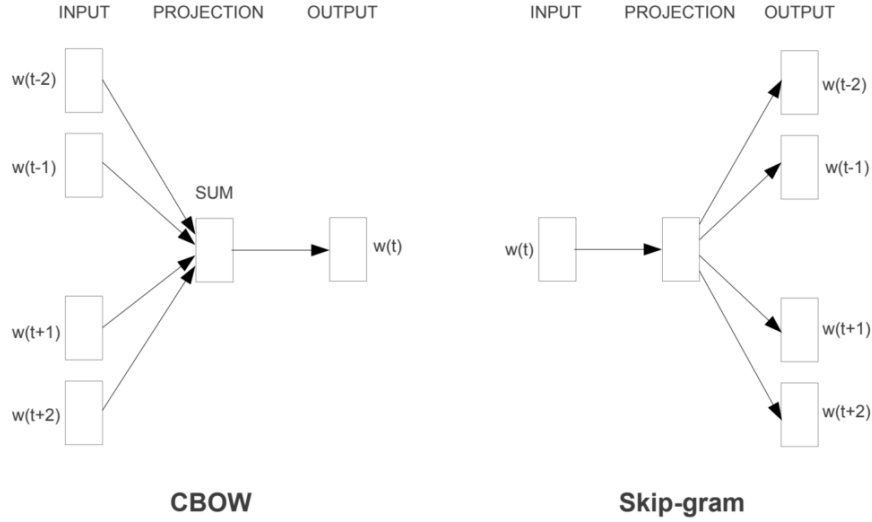 INPUT PROJECTION OUTPUT
w(t-2)
w(t-1)
SUM
w(t)
w(t+1)
w(t+2)
CBOW
INPUT PROJECTION OUTPUT
w(t-2)
w(t-1)
w(t)
w(t+1)
w(t+2)
Skip-gram